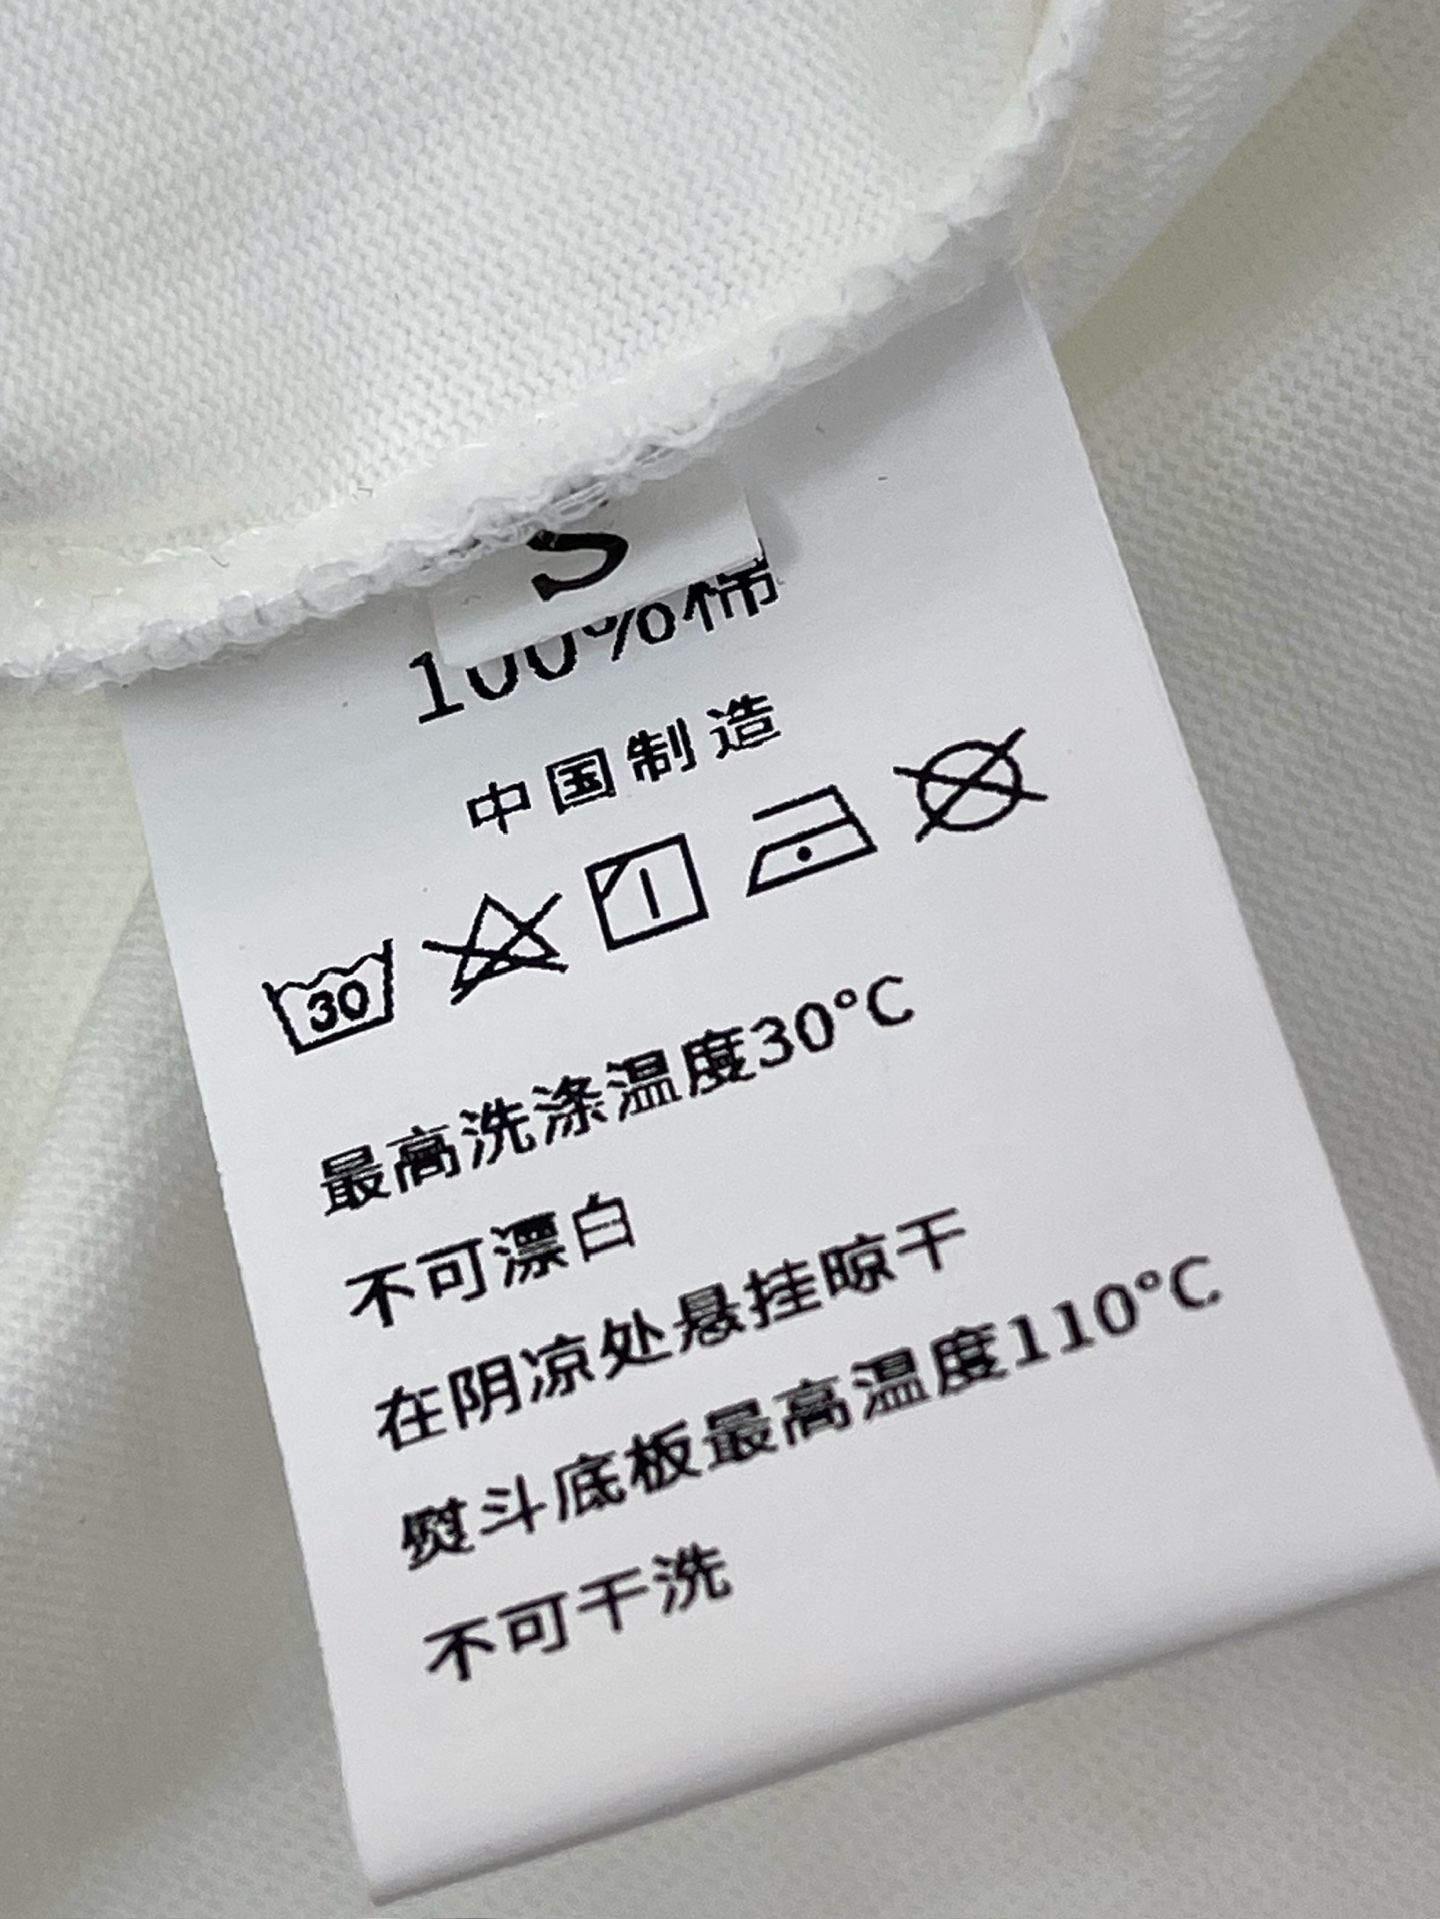 S
100%棉
中国制造
30
最高洗涤温度30°C
不可漂白
在阴凉处悬挂晾干
熨斗底板最高温度110°C
不可干洗